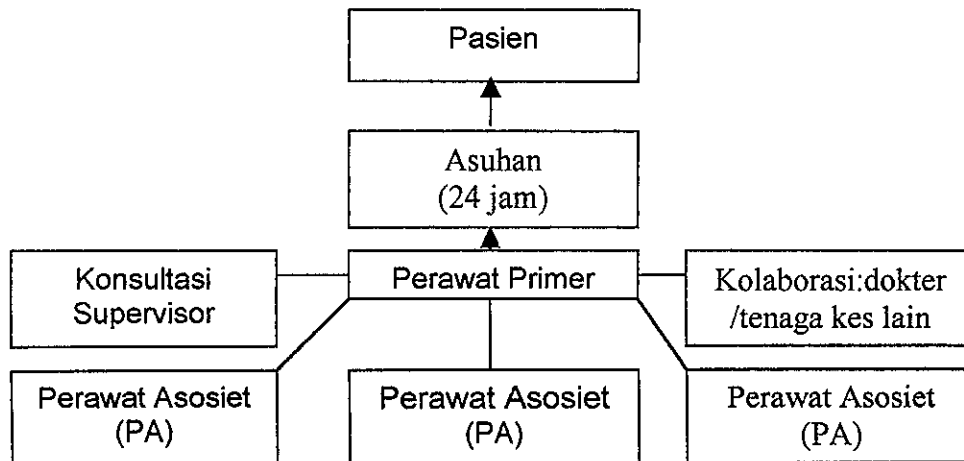 Pasien
Asuhan
(24 jam)
Konsultasi
Supervisor
Perawat Primer
Kolaborasi:dokter
/tenaga kes lain
Perawat Asosiet
(PA)
Perawat Asosiet
(PA)
Perawat Asosiet
(PA)